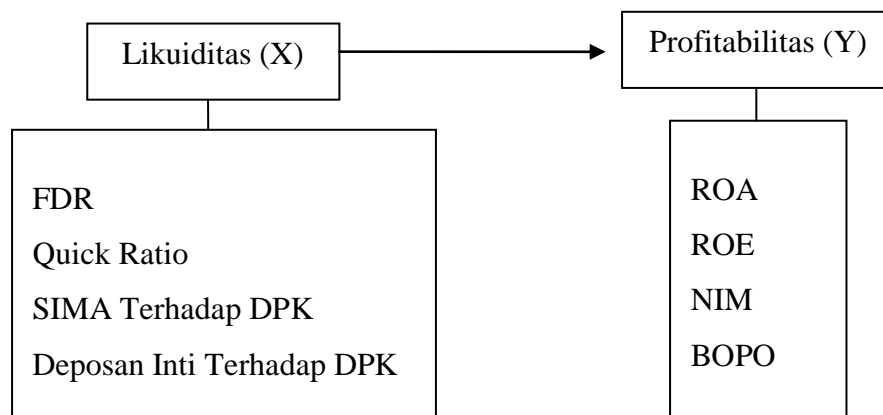 Likuiditas (X)
Profitabilitas (Y)
FDR
Quick Ratio
SIMA Terhadap DPK
Deposan Inti Terhadap DPK
ROA
ROE
NIM
BOPO